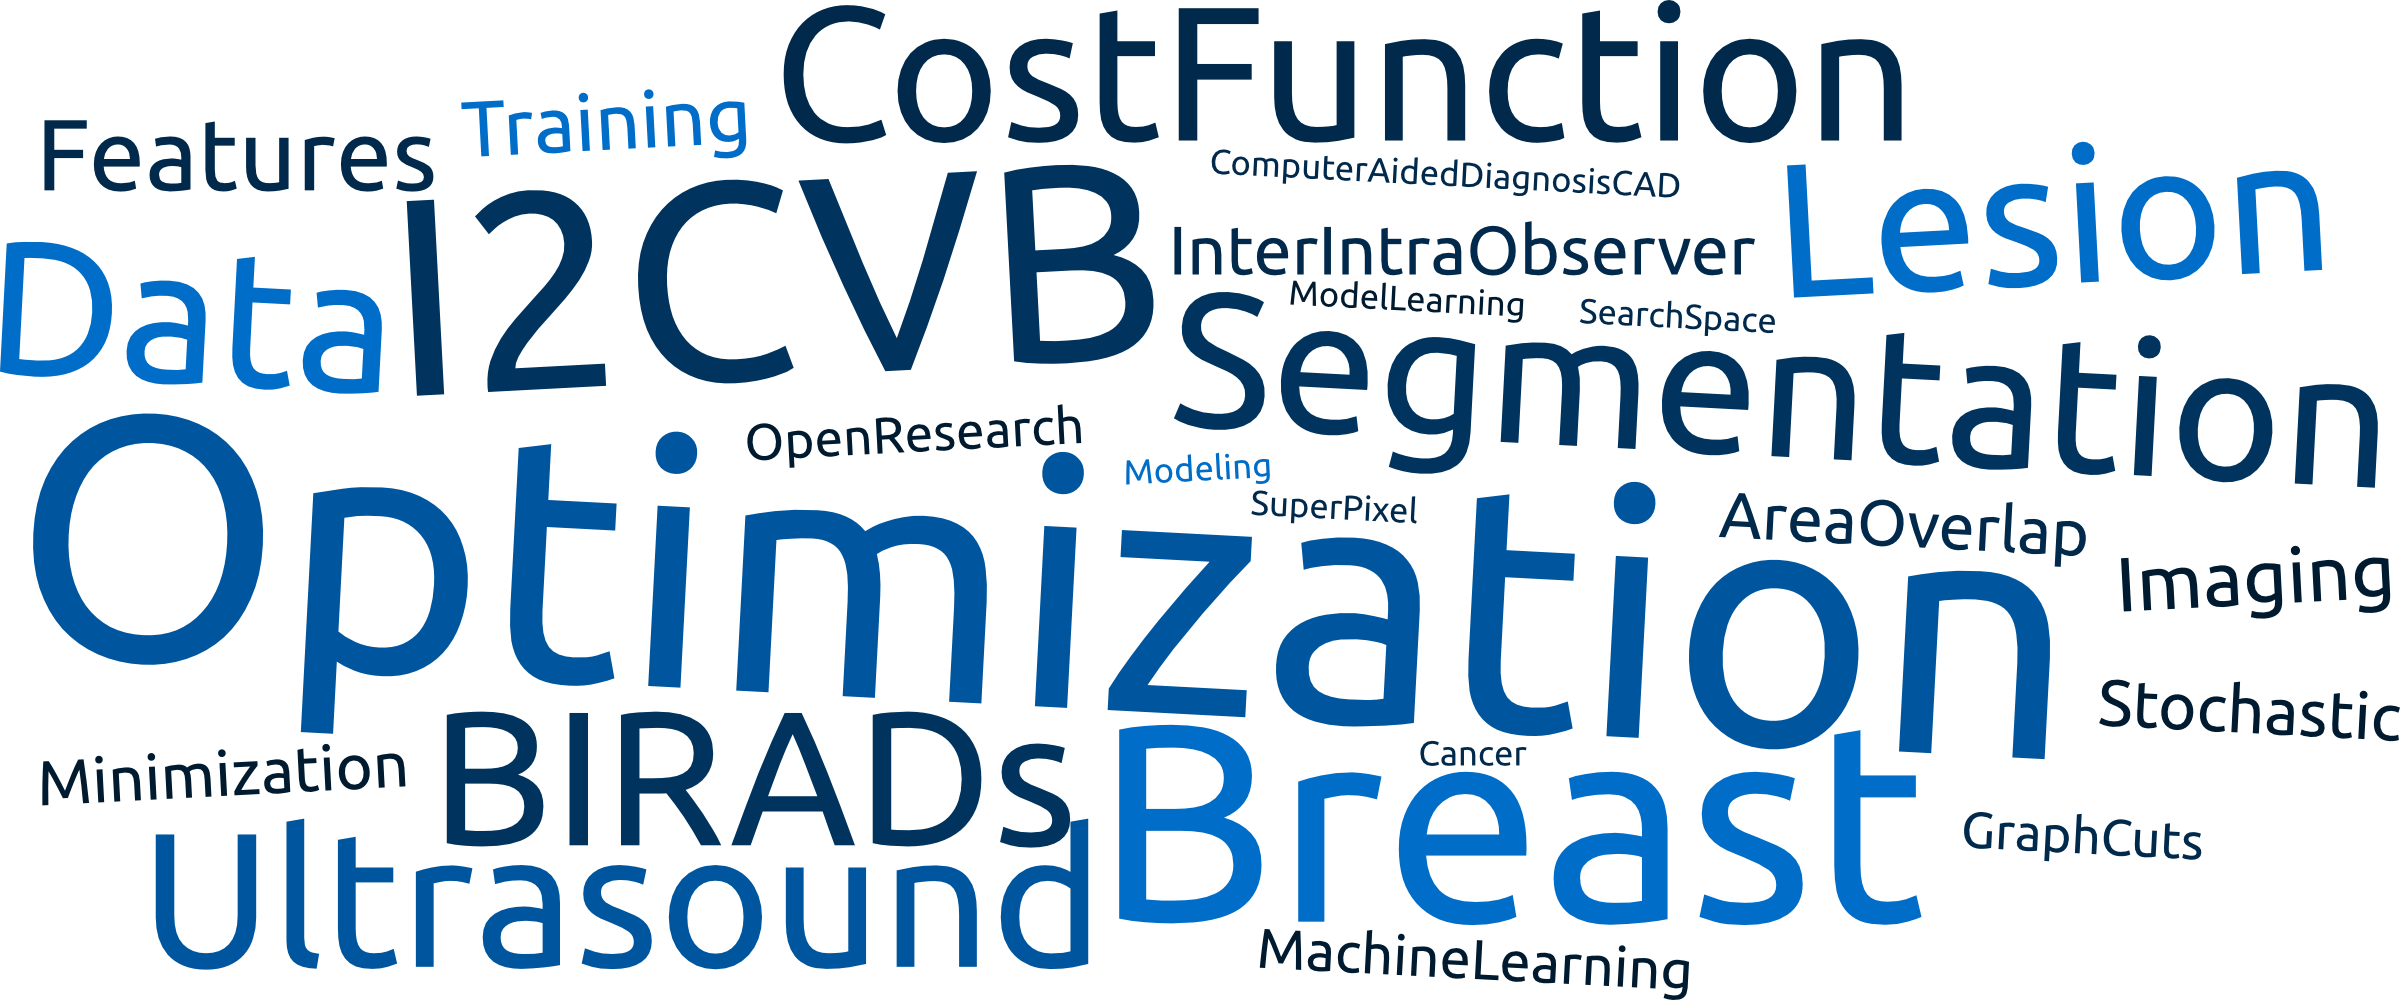 CostFunction
Training
Features
ComputerAidedDiagnosisCAD
Lesion
I2CVB
InterIntraObserver
Data
ModelLearning
SearchSpace
Segmentation
OpenResearch
Modeling
SuperPixel
AreaOverlap
Optimization
Imaging
Stochastic
BIRADs
Cancer
Minimization
Breast
GraphCuts
Ultrasound
MachineLearning